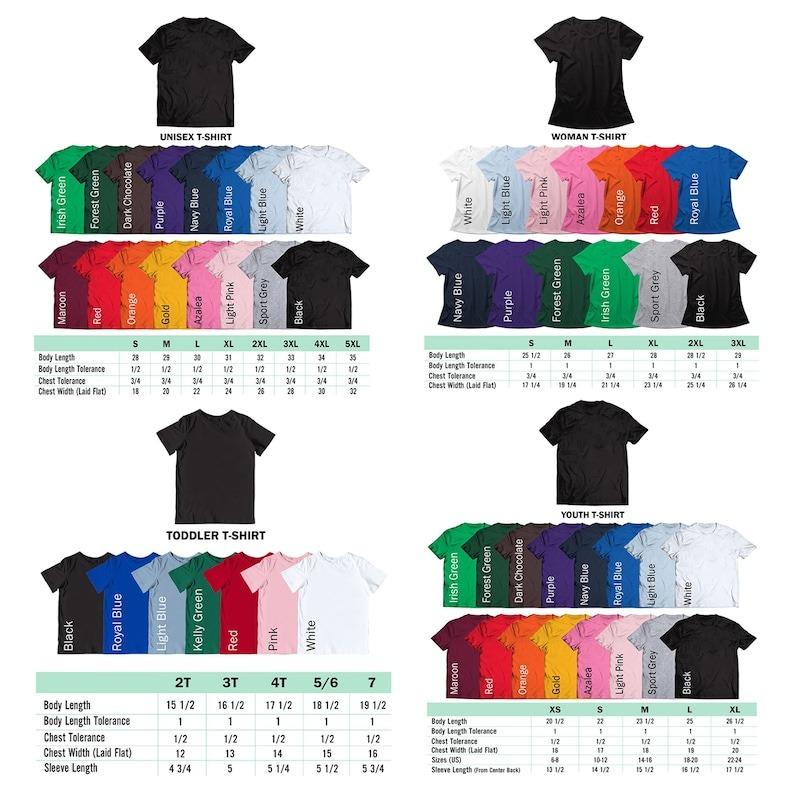 UNISEX T-SHIRT
Irish Green Forest Green Dark Chocolate Purple Navy Blue Royal Blue Light Blue White
Maroon Red Orange Gold Azalea Light Pink Sport Grey Black
S M L XL 2XL 3XL 4XL 5XL
Body Length 28 29 30 31 32 33 34 35
Body Length Tolerance 1/2 1/2 1/2 1/2 1/2 1/2 1/2 1/2
Chest Tolerance 3/4 3/4 3/4 3/4 3/4 3/4 3/4 3/4
Chest Width (Laid Flat) 18 20 22 24 26 28 30 32
WOMAN T-SHIRT
White Light Blue Light Pink Azalea Orange Red Royal Blue
Navy Blue Purple Forest Green Irish Green Sport Grey Black
S M L XL 2XL 3XL
Body Length 25 1/2 26 27 28 28 1/2 29
Body Length Tolerance 1 1 1 1 1 1
Chest Tolerance 3/4 3/4 3/4 3/4 3/4 3/4
Chest Width (Laid Flat) 17 1/4 19 1/4 21 1/4 23 1/4 25 1/4 26 1/4
TODDLER T-SHIRT
Black Royal Blue Light Blue Kelly Green Red Pink White
2T 3T 4T 5/6 7
Body Length 15 1/2 16 1/2 17 1/2 18 1/2 19 1/2
Body Length Tolerance 1 1 1 1 1
Chest Tolerance 1/2 1/2 1/2 1/2 1/2
Chest Width (Laid Flat) 12 13 14 15 16
Sleeve Length 4 3/4 5 5 1/4 5 1/2 5 3/4
YOUTH T-SHIRT
Irish Green Forest Green Dark Chocolate Purple Navy Blue Royal Blue Light Blue White
Maroon Red Orange Gold Azalea Light Pink Sport Grey Black
XS S M L XL
Body Length 20 1/2 22 23 1/2 25 26 1/2
Body Length Tolerance 1 1 1 1 1
Chest Tolerance 1/2 1/2 1/2 1/2 1/2
Chest Width (Laid Flat) 16 17 18 19 20
Sizes (US) 6-8 10-12 14-16 18-20 22-24
Sleeve Length (From Center Back) 13 1/2 14 1/2 15 1/2 16 1/2 17 1/2